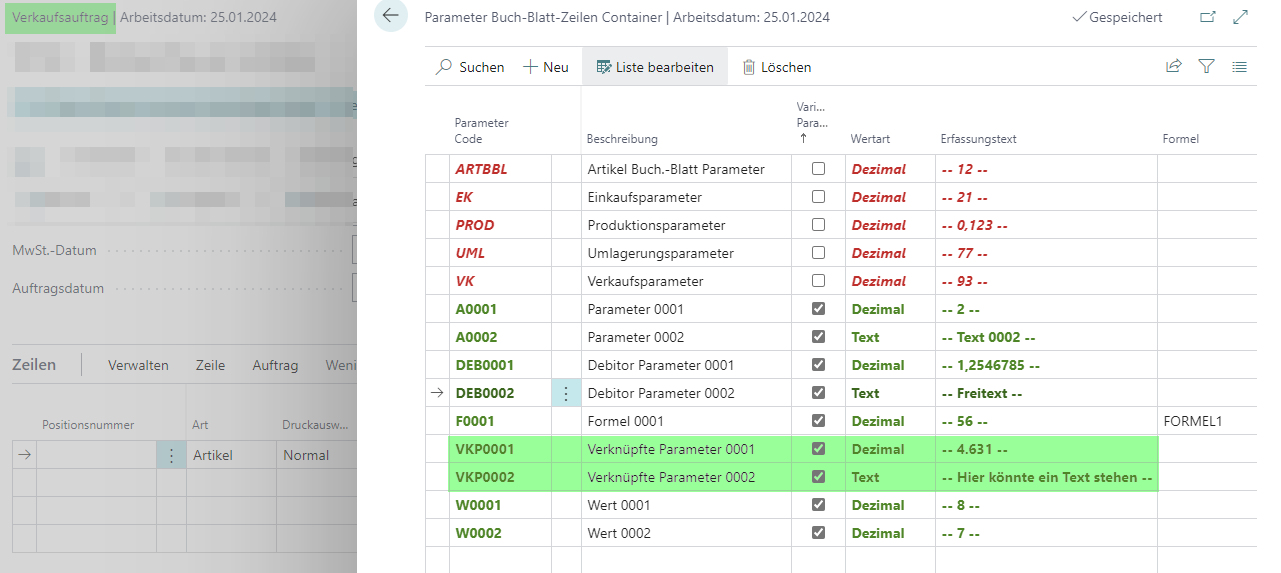 Verkaufsauftrag | Arbeitsdatum: 25.01.2024
MwSt.-Datum
Auftragsdatum
Zeilen Verwalten Zeile Auftrag Weni
Positionsnummer Art Druckausw...
Artikel Normal
Parameter Buch-Blatt-Zeilen Container | Arbeitsdatum: 25.01.2024 Gespeichert
Suchen Neu Liste bearbeiten Löschen
Parameter Code Beschreibung Vari... Para... Wertart Erfassungstext Formel
ARTBBL Artikel Buch.-Blatt Parameter Dezimal -- 12 --
EK Einkaufsparameter Dezimal -- 21 --
PROD Produktionsparameter Dezimal -- 0,123 --
UML Umlagerungsparameter Dezimal -- 77 --
VK Verkaufsparameter Dezimal -- 93 --
A0001 Parameter 0001 Dezimal -- 2 --
A0002 Parameter 0002 Text -- Text 0002 --
DEB0001 Debitor Parameter 0001 Dezimal -- 1,2546785 --
DEB0002 Debitor Parameter 0002 Text -- Freitext --
F0001 Formel 0001 Dezimal -- 56 -- FORMEL1
VKP0001 Verknüpfte Parameter 0001 Dezimal -- 4.631 --
VKP0002 Verknüpfte Parameter 0002 Text -- Hier könnte ein Text stehen --
W0001 Wert 0001 Dezimal -- 8 --
W0002 Wert 0002 Dezimal -- 7 --